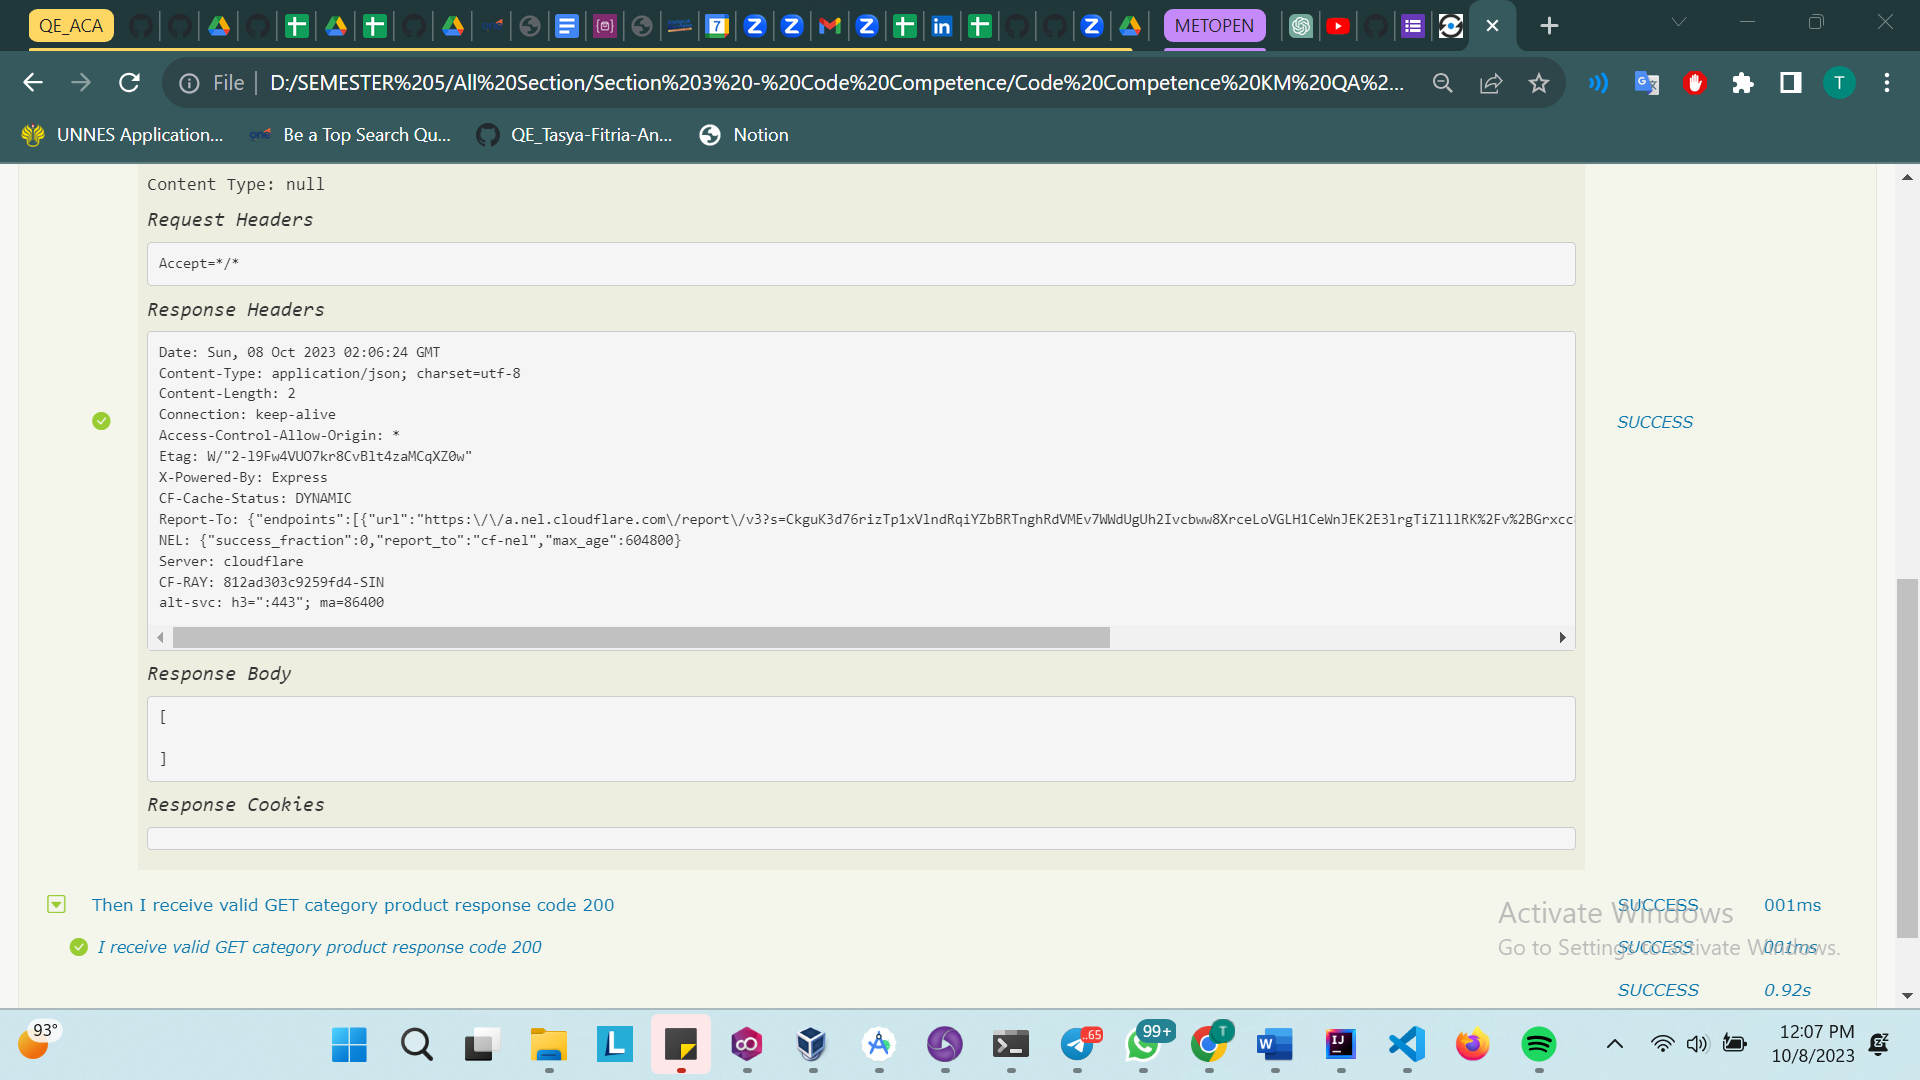 QE_ACA
METOPEN
File
D:/SEMESTER%205/All%20Section/Section%203%20-%20Code%20Competence/Code%20Competence%20KM%20QA%2...
T
UNNES Application...
one
Be a Top Search Qu...
QE_Tasya-Fitria-An...
Notion
Content Type: null
Request Headers
Accept=*/*
Response Headers
Date: Sun, 08 Oct 2023 02:06:24 GMT
Content-Type: application/json; charset=utf-8
Content-Length: 2
Connection: keep-alive
Access-Control-Allow-Origin: *
Etag: W/"2-l9Fw4VUO7kr8CvBlt4zaMCqXZ0w"
X-Powered-By: Express
CF-Cache-Status: DYNAMIC
Report-To: {"endpoints":[{"url":"https:\/\/a.nel.cloudflare.com\/report\/v3?s=CkguK3d76rizTp1xVlndRqiYZbBRTnghRdVMEv7WWdUgUh2Ivcbww8XrceLoVGLH1CeWnJEK2E3lrgTiZlllRK%2Fv%2BGrxcc
NEL: {"success_fraction":0,"report_to":"cf-nel","max_age":604800}
Server: cloudflare
CF-RAY: 812ad303c9259fd4-SIN
alt-svc: h3=":443"; ma=86400
SUCCESS
Response Body
[
]
Response Cookies
Then I receive valid GET category product response code 200
SUCCESS
001ms
I receive valid GET category product response code 200
SUCCESS
001ms
SUCCESS
0.92s
Activate Windows
Go to Settings to activate Windows.
93°
65
99+
T
12:07 PM
10/8/2023